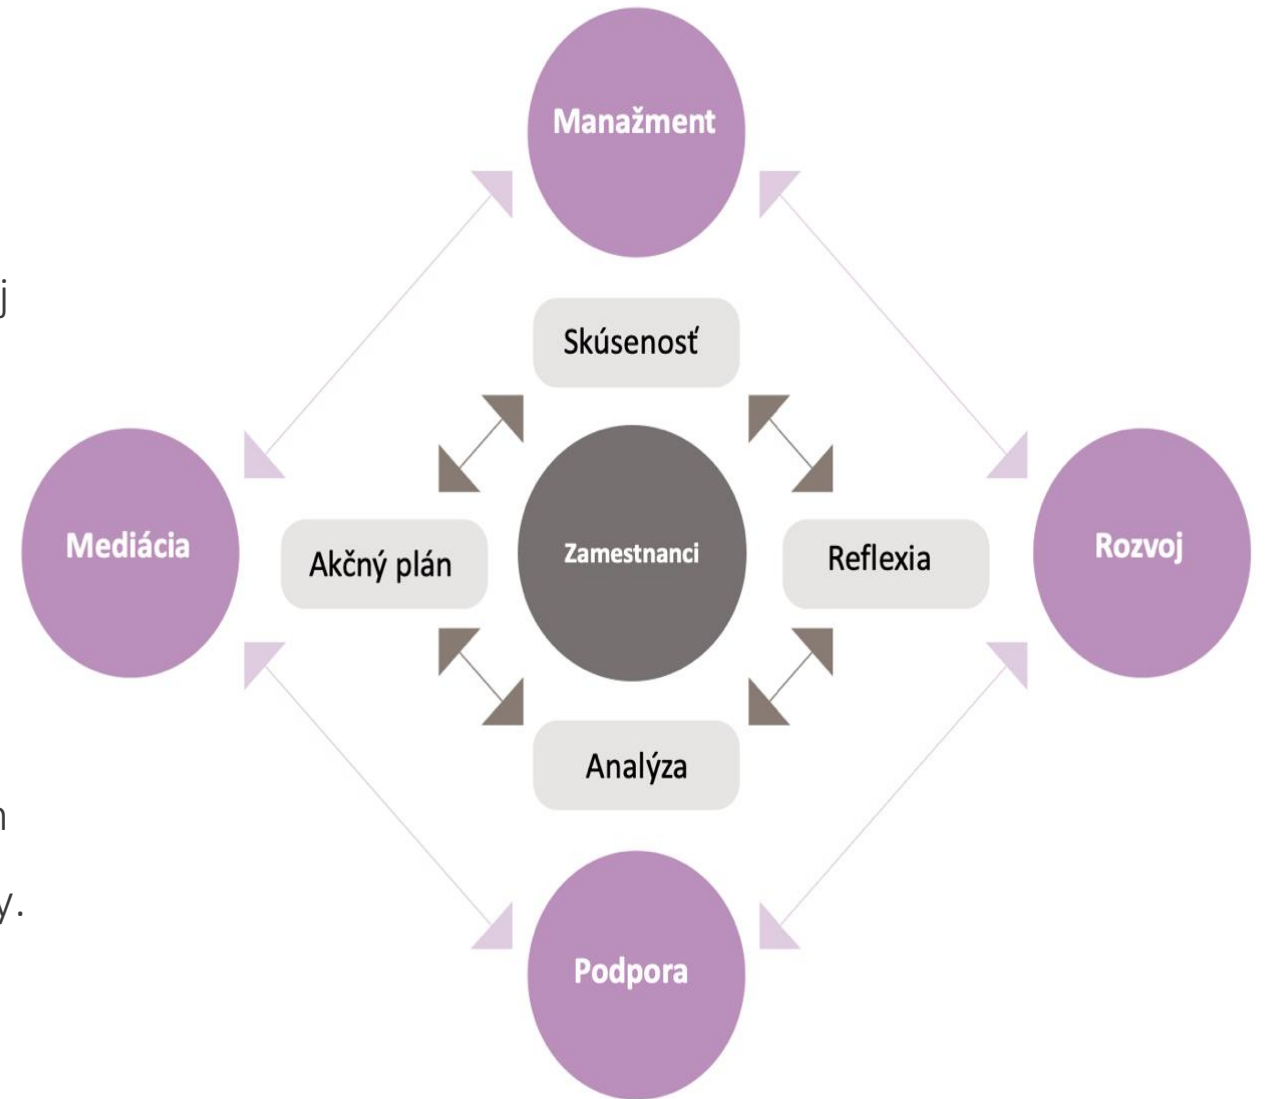 Manažment
j
Skúsenosť
Mediácia
Akčný plán
Zamestnanci
Reflexia
Rozvoj
Analýza
y.
Podpora